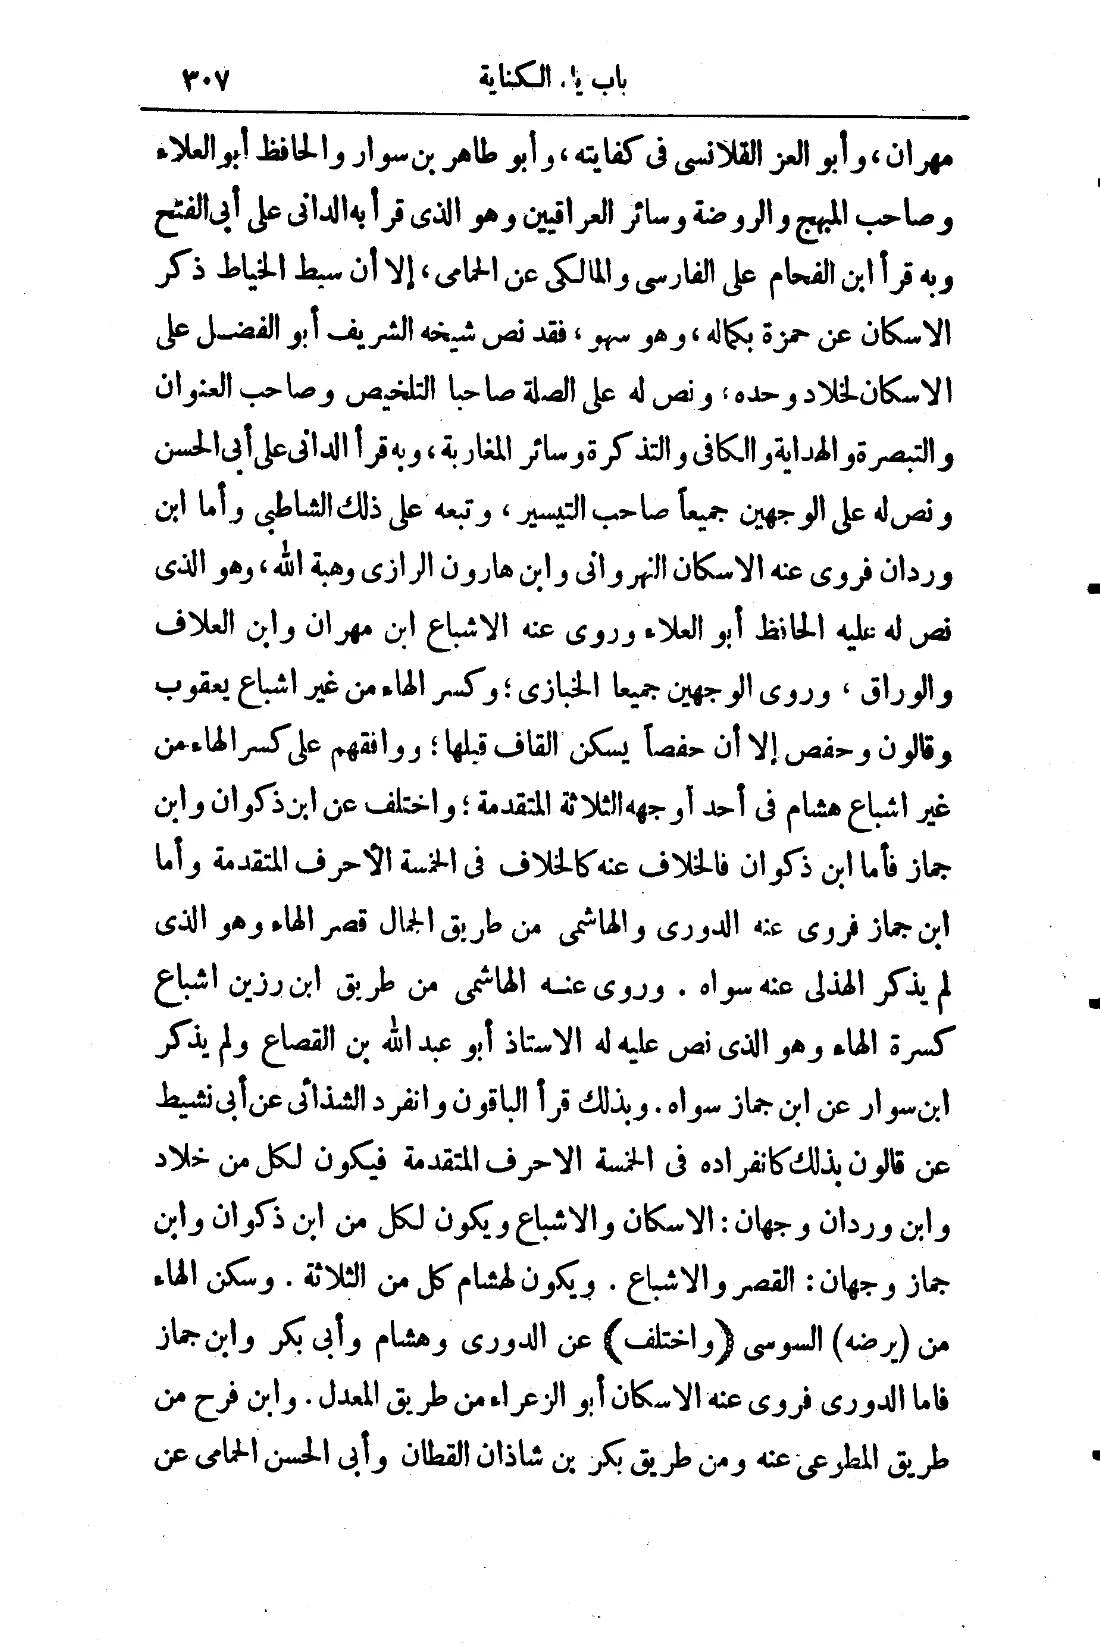 باب يا. الكناية ٣٠٧
مهران، وأبو العز القلانسى فى كفايته، وأبو طاهر بن سوار والحافظ أبو العلاء
وصاحب المبهج والروضة وسائر العراقيين وهو الذى قرأ به الدانى على أبى الفتح
وبه قرأ ابن الفحام على الفارسى والمالكى عن الحمامى، إلا أن سبط الخياط ذكر
الاسكان عن حمزة بكماله، وهو سهو، فقد نص شيخه الشريف أبو الفضل على
الاسكان لخلاد وحده، ونص له على الصلة صاحبا التلخيص وصاحب العنوان
والتبصرة والهداية والكافى والتذكرة وسائر المغاربة، وبه قرأ الدانى على أبى الحسن
ونص له على الوجهين جميعاً صاحب التيسير، وتبعه على ذلك الشاطبي وأما ابن
وردان فروى عنه الاسكان النهروانى وابن هارون الرازى وهبة الله، وهو الذى
نص له عليه الحافظ أبو العلاء وروى عنه الاشباع ابن مهران وابن العلاف
والوراق، وروى الوجهين جميعا الخبازى؛ وكسر الهاء من غير اشباع يعقوب
وقالون وحفص إلا أن حفصاً يسكن القاف قبلها؛ ووافقهم على كسر الهاء من
غير اشباع هشام فى أحد أوجهه الثلاثة المتقدمة؛ واختلف عن ابن ذكوان وابن
جماز فأما ابن ذكوان فالخلاف عنه كالخلاف فى الخمسة الأحرف المتقدمة وأما
ابن جماز فروى عنه الدورى والهاشمى من طريق الجمال قصر الهاء وهو الذى
لم يذكر الهذلى عنه سواه. وروى عنه الهاشمى من طريق ابن رزين اشباع
كسرة الهاء وهو الذى نص عليه له الاستاذ أبو عبد الله بن القصاع ولم يذكر
ابن سوار عن ابن جماز سواه. وبذلك قرأ الباقون وانفرد الشذائى عن أبى نشيط
عن قالون بذلك كانفراده فى الخمسة الاحرف المتقدمة فيكون لكل من خلاد
وابن وردان وجهان: الاسكان والاشباع ويكون لكل من ابن ذكوان وابن
جماز وجهان: القصر والاشباع. ويكون لهشام كل من الثلاثة. وسكن الهاء
من (يرضه) السوسى (واختلف) عن الدورى وهشام وأبى بكر وابن جماز
فاما الدورى فروى عنه الاسكان أبو الزعراء من طريق المعدل. وابن فرح من
طريق المطوعى عنه ومن طريق بكر بن شاذان القطان وأبى الحسن الحمامى عن